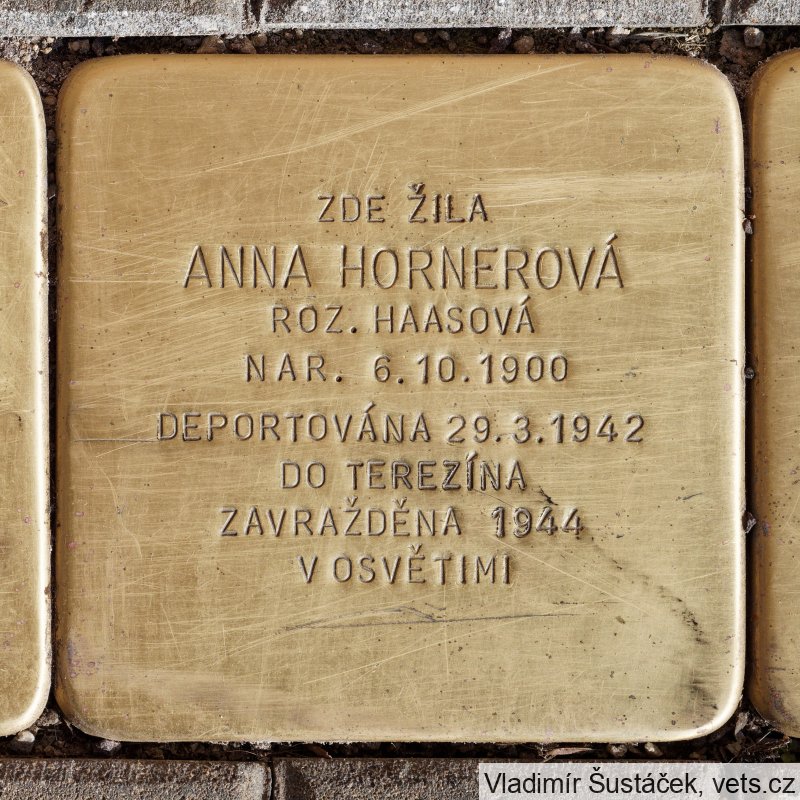 ZDE ŽILA
ANNA HORNEROVÁ
ROZ. HAASOVÁ
NAR. 6.10.1900
DEPORTOVÁNA 29.3.1942
DO TEREZÍNA
ZAVRAŽDĚNA 1944
V OSVĚTIMI
Vladimír Šustáček, vets.cz